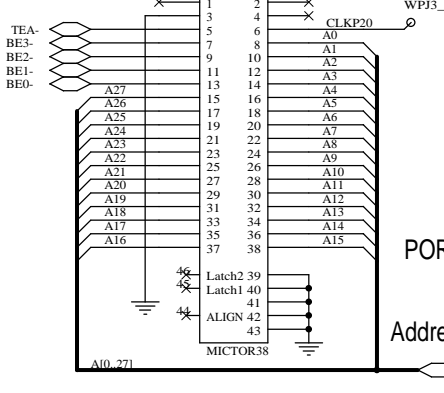 WPJ3_
1 2
3 4
TEA- 5 6 CLKP20
BE3- 7 8 A0
BE2- 9 10 A1
BE1- 11 12 A2
BE0- 13 14 A3
A27 15 16 A4
A26 17 18 A5
A25 19 20 A6
A24 21 22 A7
A23 23 24 A8
A22 25 26 A9
A21 27 28 A10
A20 29 30 A11
A19 31 32 A12
A18 33 34 A13
A17 35 36 A14
A16 37 38 A15
POR
46 Latch2 39
45 Latch1 40
41
44 ALIGN 42
43
Addre
MICTOR38
A[0..27]